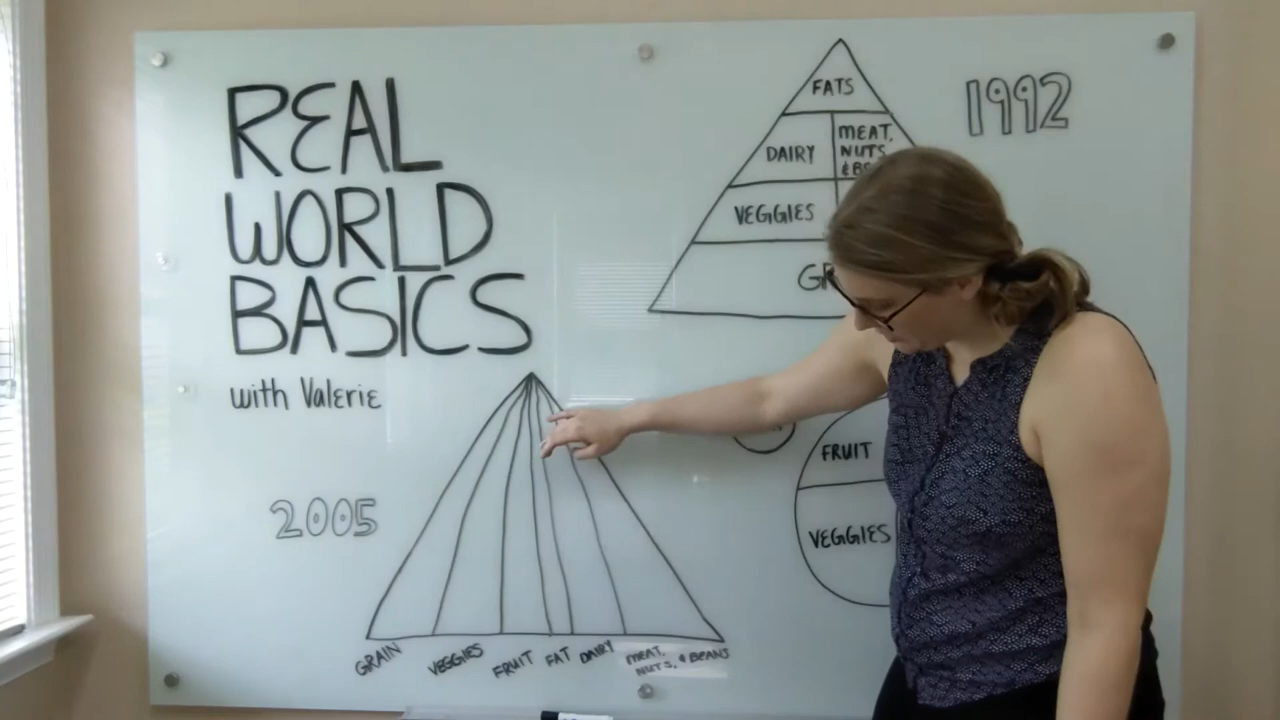 REAL
WORLD
BASICS
with Valerie
1992
FATS
DAIRY
MEAT,
NUTS
VEGGIES
2005
FRUIT
VEGGIES
GRAIN
VEGGIES
FRUIT
FAT
DAIRY
MEAT,
NUTS, & BEANS